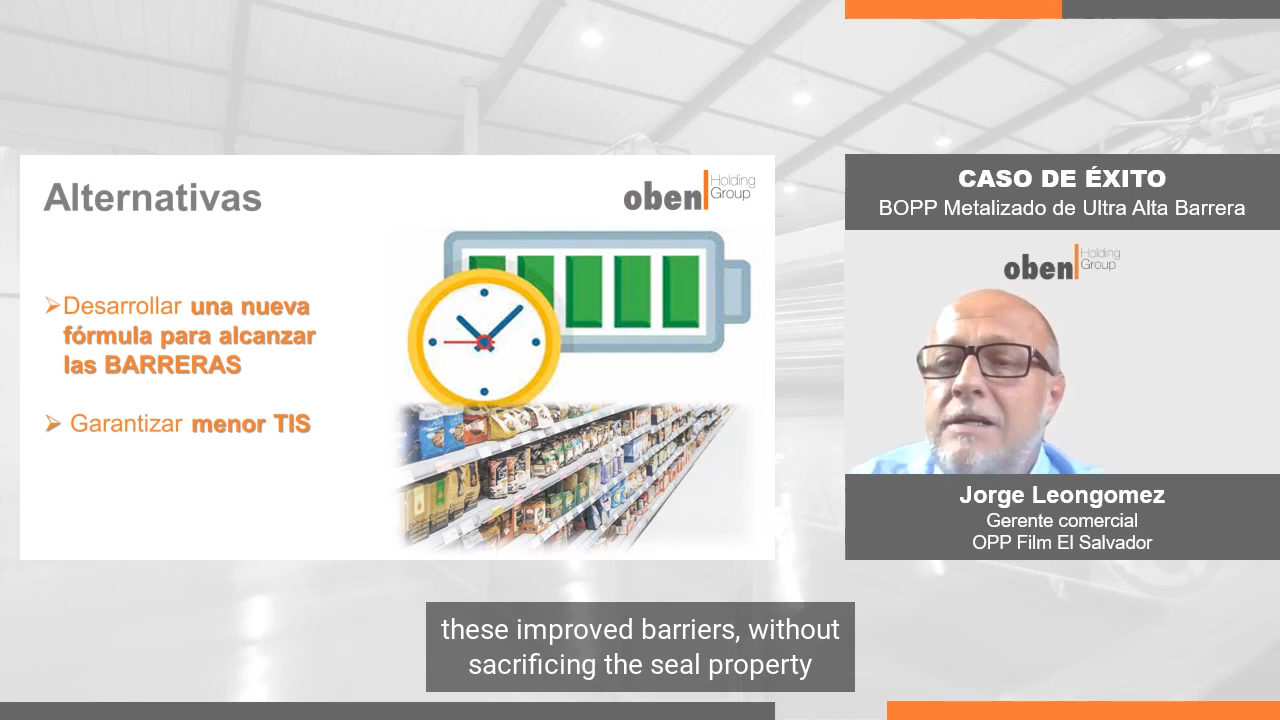 Alternativas
oben Holding Group
➢Desarrollar una nueva
fórmula para alcanzar
las BARRERAS
➢ Garantizar menor TIS
CASO DE ÉXITO
BOPP Metalizado de Ultra Alta Barrera
oben Holding Group
Jorge Leongomez
Gerente comercial
OPP Film El Salvador
these improved barriers, without
sacrificing the seal property